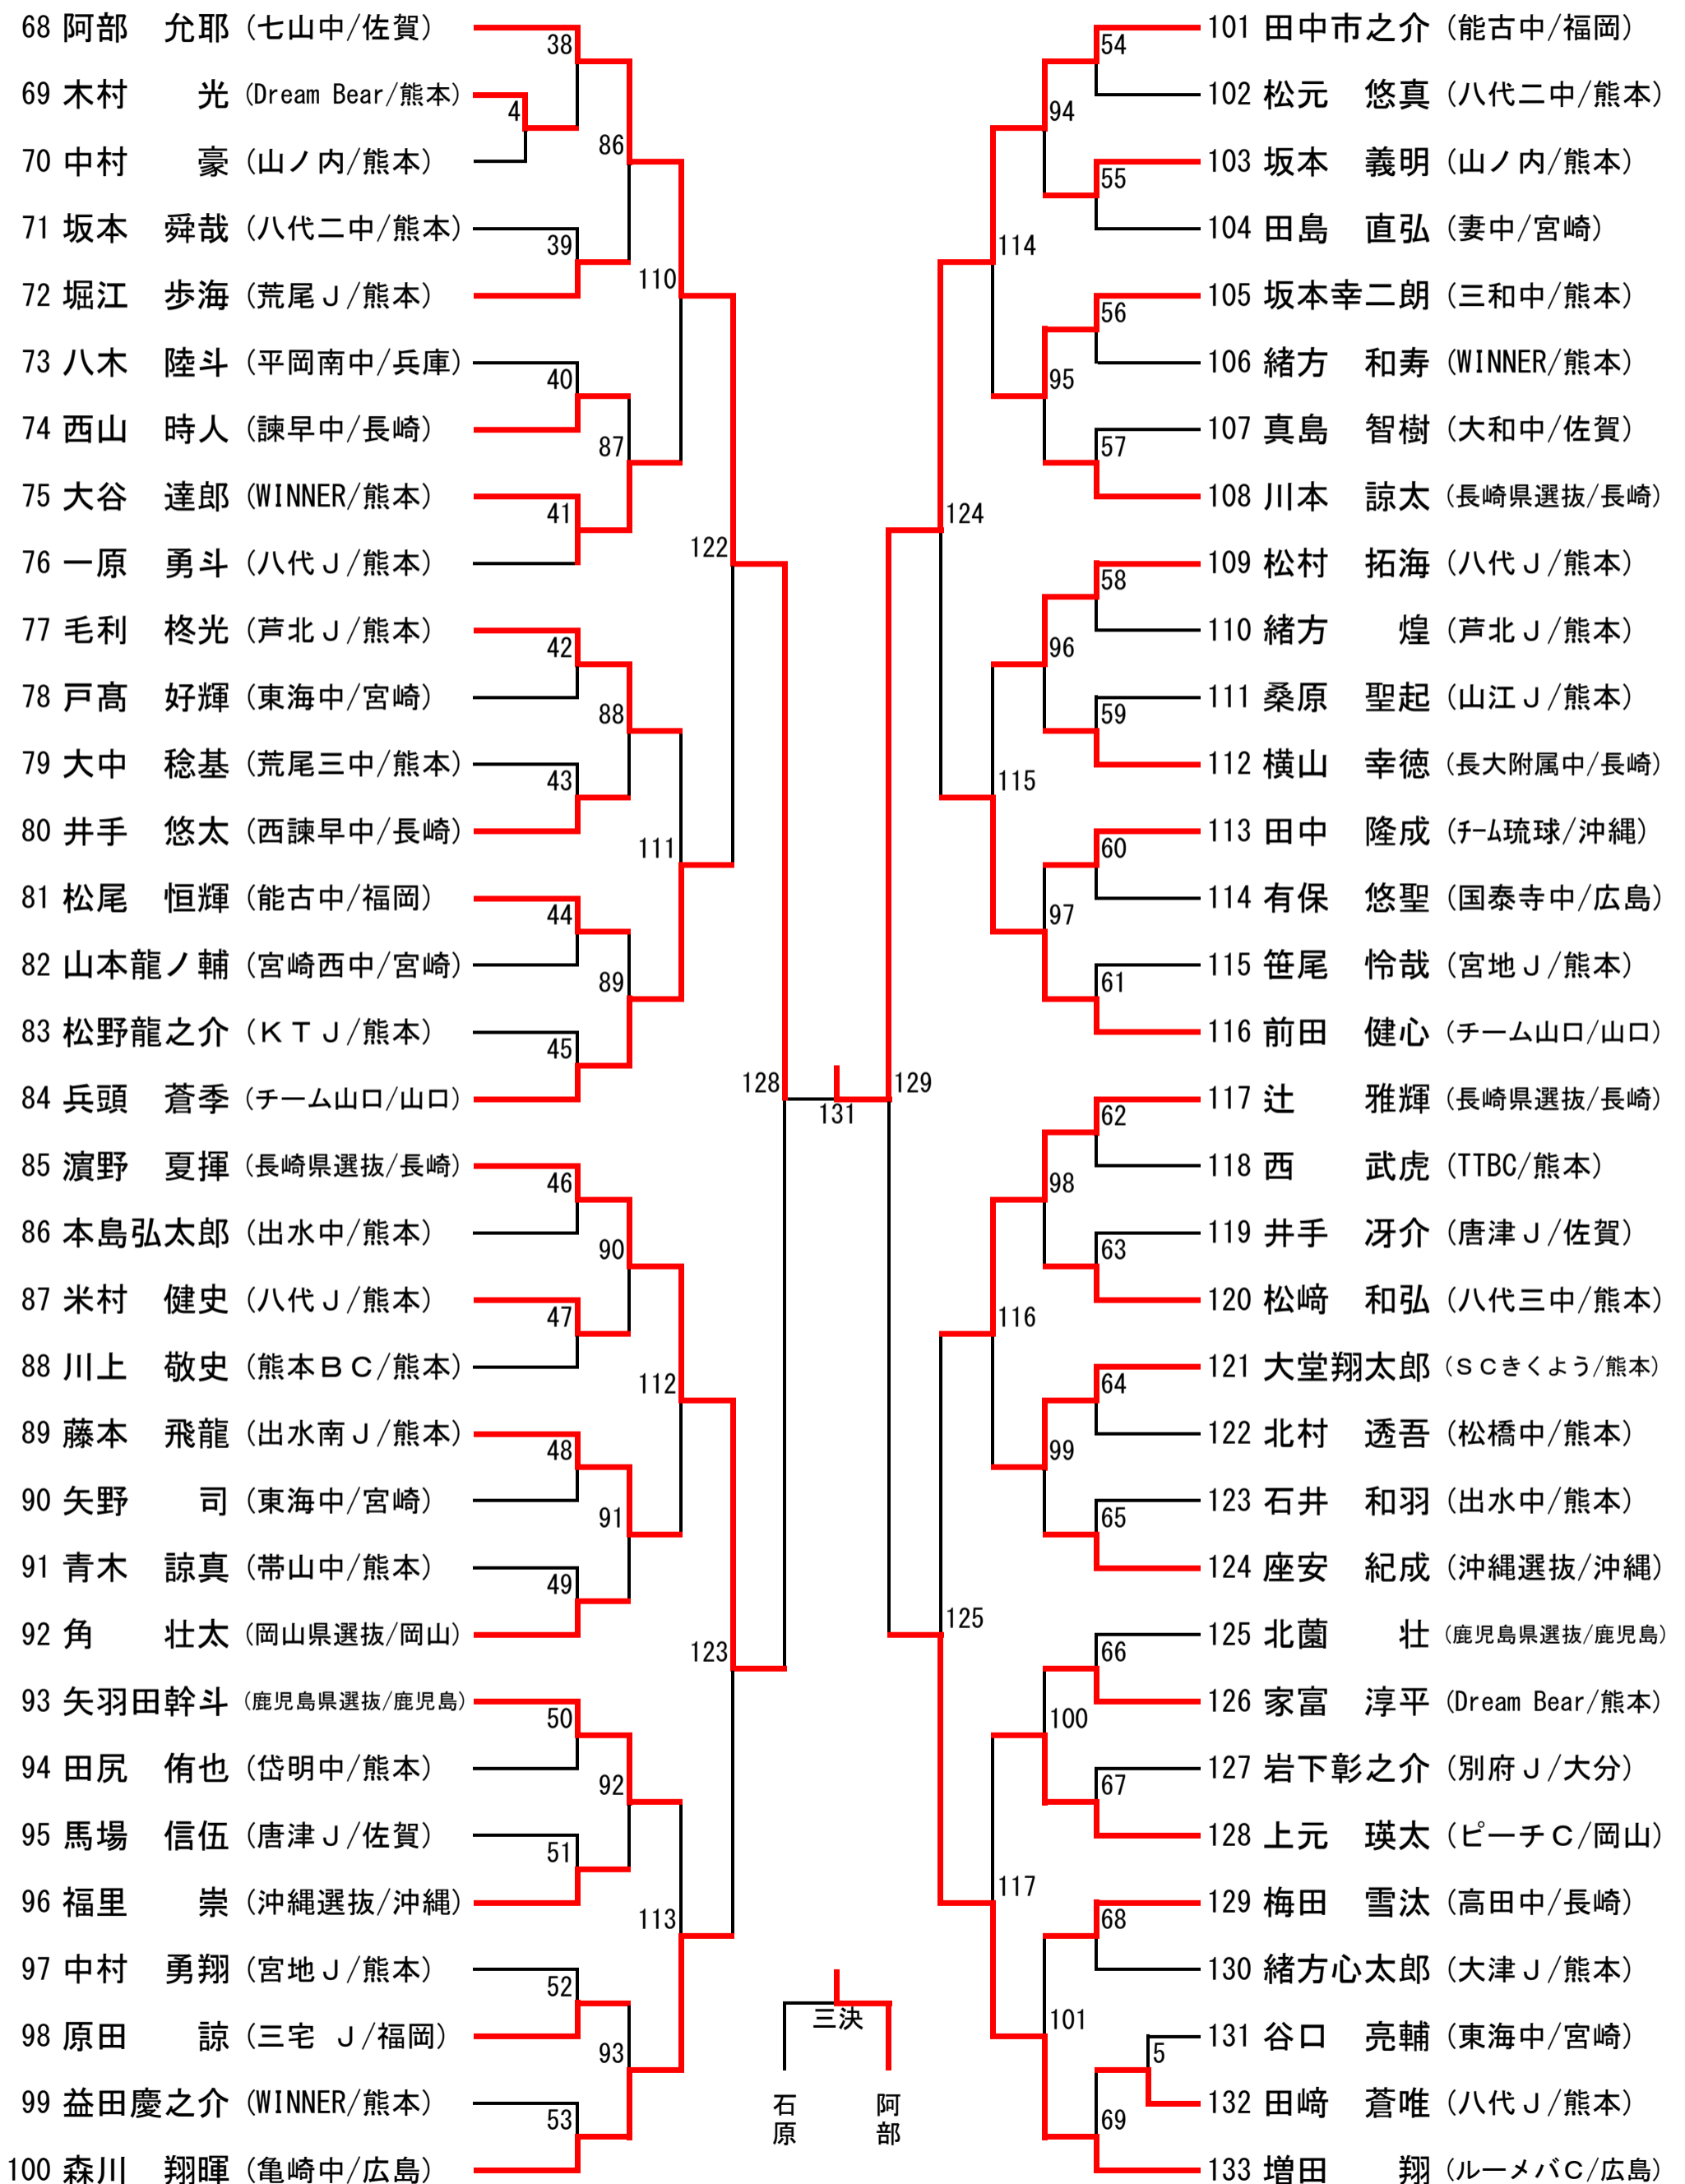 68 阿部　允耶 (七山中/佐賀)
69 木村　　光 (Dream Bear/熊本)
70 中村　　豪 (山ノ内/熊本)
71 坂本　舜哉 (八代二中/熊本)
72 堀江　歩海 (荒尾Ｊ/熊本)
73 八木　陸斗 (平岡南中/兵庫)
74 西山　時人 (諫早中/長崎)
75 大谷　達郎 (WINNER/熊本)
76 一原　勇斗 (八代Ｊ/熊本)
77 毛利　柊光 (芦北Ｊ/熊本)
78 戸髙　好輝 (東海中/宮崎)
79 大中　稔基 (荒尾三中/熊本)
80 井手　悠太 (西諫早中/長崎)
81 松尾　恒輝 (能古中/福岡)
82 山本龍ノ輔 (宮崎西中/宮崎)
83 松野龍之介 (ＫＴＪ/熊本)
84 兵頭　蒼季 (チーム山口/山口)
85 濵野　夏揮 (長崎県選抜/長崎)
86 本島弘太郎 (出水中/熊本)
87 米村　健史 (八代Ｊ/熊本)
88 川上　敬史 (熊本ＢＣ/熊本)
89 藤本　飛龍 (出水南Ｊ/熊本)
90 矢野　　司 (東海中/宮崎)
91 青木　諒真 (帯山中/熊本)
92 角　　壮太 (岡山県選抜/岡山)
93 矢羽田幹斗 (鹿児島県選抜/鹿児島)
94 田尻　侑也 (岱明中/熊本)
95 馬場　信伍 (唐津Ｊ/佐賀)
96 福里　　崇 (沖縄選抜/沖縄)
97 中村　勇翔 (宮地Ｊ/熊本)
98 原田　　諒 (三宅 Ｊ/福岡)
99 益田慶之介 (WINNER/熊本)
100 森川　翔暉 (亀崎中/広島)
38
4
86
39
110
40
87
41
122
42
88
43
111
44
89
45
128
46
90
47
112
48
91
49
123
50
92
51
113
52
93
53
131
三決
石原
阿部
129
54
94
55
114
56
95
57
124
58
96
59
115
60
97
61
62
98
63
116
64
99
65
125
66
100
67
117
68
101
5
69
101 田中市之介 (能古中/福岡)
102 松元　悠真 (八代二中/熊本)
103 坂本　義明 (山ノ内/熊本)
104 田島　直弘 (妻中/宮崎)
105 坂本幸二朗 (三和中/熊本)
106 緒方　和寿 (WINNER/熊本)
107 真島　智樹 (大和中/佐賀)
108 川本　諒太 (長崎県選抜/長崎)
109 松村　拓海 (八代Ｊ/熊本)
110 緒方　　煌 (芦北Ｊ/熊本)
111 桑原　聖起 (山江Ｊ/熊本)
112 横山　幸徳 (長大附属中/長崎)
113 田中　隆成 (ﾁｰﾑ琉球/沖縄)
114 有保　悠聖 (国泰寺中/広島)
115 笹尾　怜哉 (宮地Ｊ/熊本)
116 前田　健心 (チーム山口/山口)
117 辻　　雅輝 (長崎県選抜/長崎)
118 西　　武虎 (TTBC/熊本)
119 井手　冴介 (唐津Ｊ/佐賀)
120 松﨑　和弘 (八代三中/熊本)
121 大堂翔太郎 (ＳＣきくよう/熊本)
122 北村　透吾 (松橋中/熊本)
123 石井　和羽 (出水中/熊本)
124 座安　紀成 (沖縄選抜/沖縄)
125 北薗　　壮 (鹿児島県選抜/鹿児島)
126 家富　淳平 (Dream Bear/熊本)
127 岩下彰之介 (別府Ｊ/大分)
128 上元　瑛太 (ピーチＣ/岡山)
129 梅田　雪汰 (高田中/長崎)
130 緒方心太郎 (大津Ｊ/熊本)
131 谷口　亮輔 (東海中/宮崎)
132 田﨑　蒼唯 (八代Ｊ/熊本)
133 増田　　翔 (ルーメバＣ/広島)